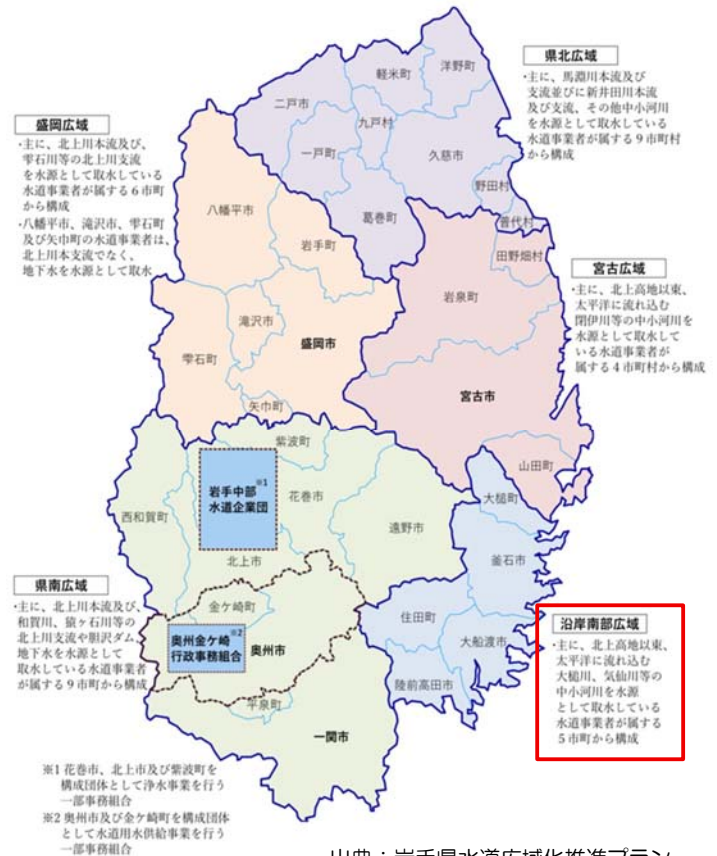 県北広域
・主に、馬淵川本流及び
支流並びに新井田川本流
及び支流、その他中小河川
を水源として取水している
水道事業者が属する9市町村
から構成
盛岡広域
・主に、北上川本流及び、
雫石川等の北上川支流
を水源として取水している
水道事業者が属する6市町
から構成
・八幡平市、滝沢市、雫石町
及び矢巾町の水道事業者は、
北上川本支流でなく、
地下水を水源として取水
洋野町
軽米町
二戸市
九戸村
一戸町
久慈市
野田村
葛巻町
普代村
八幡平市
岩手町
田野畑村
岩泉町
滝沢市
盛岡市
雫石町
矢巾町
宮古市
山田町
宮古広域
・主に、北上高地以東、
太平洋に流れ込む
閉伊川等の中小河川を
水源として取水して
いる水道事業者が
属する4市町村から構成
紫波町
岩手中部※1
水道企業団
花巻市
西和賀町
遠野市
大槌町
釜石市
北上市
金ケ崎町
奥州金ケ崎※2
行政事務組合
奥州市
住田町
大船渡市
陸前高田市
平泉町
一関市
県南広域
・主に、北上川本流及び、
和賀川、猿ヶ石川等の
北上川支流や胆沢ダム、
地下水を水源として
取水している水道事業者
が属する9市町から構成
沿岸南部広域
・主に、北上高地以東、
太平洋に流れ込む
大槌川、気仙川等の
中小河川を水源
として取水している
水道事業者が属する
5市町から構成
※1 花巻市、北上市及び紫波町を
構成団体として浄水事業を行う
一部事務組合
※2 奥州市及び金ケ崎町を構成団体
として水道用水供給事業を行う
一部事務組合
出典：岩手県水道広域化推進プラン